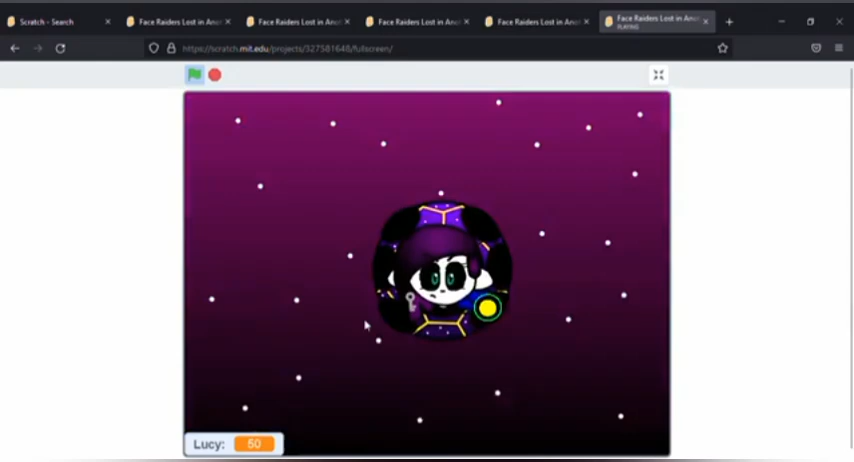 Scratch - Search
Face Raiders Lost in Ano
Face Raiders Lost in Ano
Face Raiders Lost in Ano
Face Raiders Lost in Ano
Face Raiders Lost in Ano
PLAYING
https://scratch.mit.edu/projects/327581648/fullscreen/
Lucy: 50